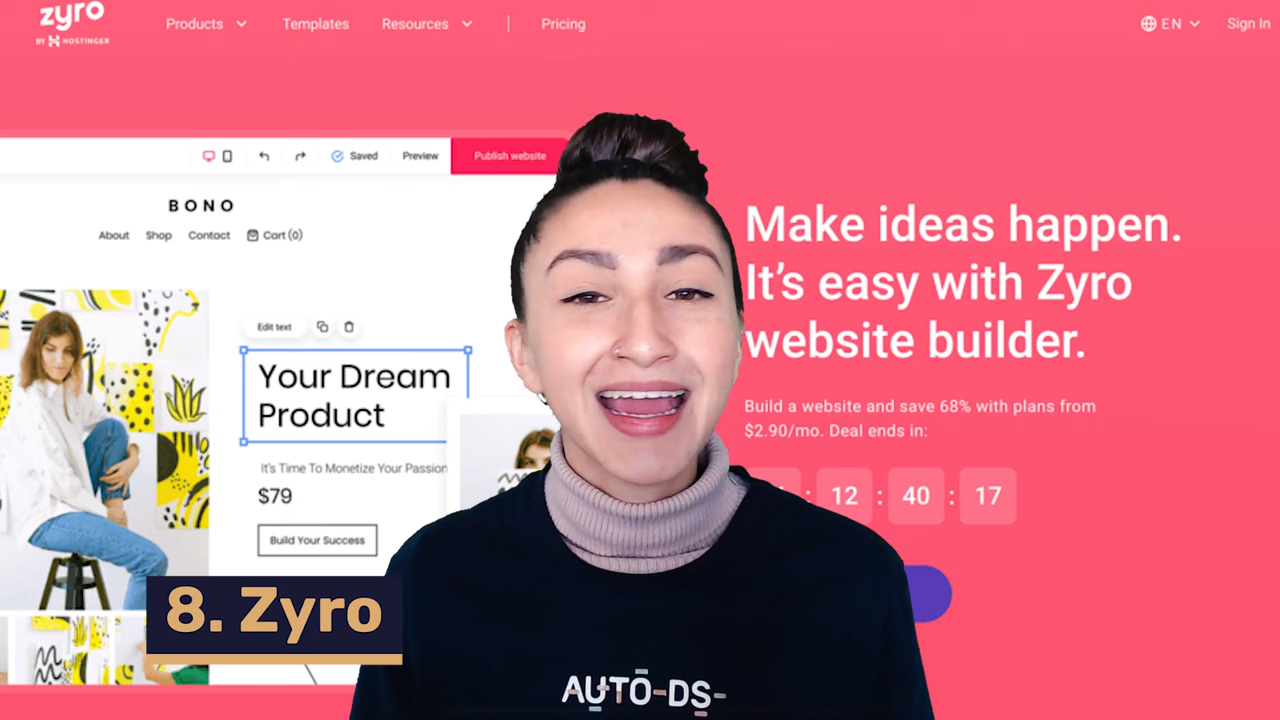 zyro
BY HOSTINGER
Products
Templates
Resources
Pricing
EN
Sign In
Saved
Preview
Publish website
BONO
About
Shop
Contact
Cart (0)
Edit text
Your Dream
Product
It's Time To Monetize Your Passion
$79
Build Your Success
Make ideas happen.
It's easy with Zyro
website builder.
Build a website and save 68% with plans from
$2.90/mo. Deal ends in:
: 12 : 40 : 17
8. Zyro
AUTO-DS-